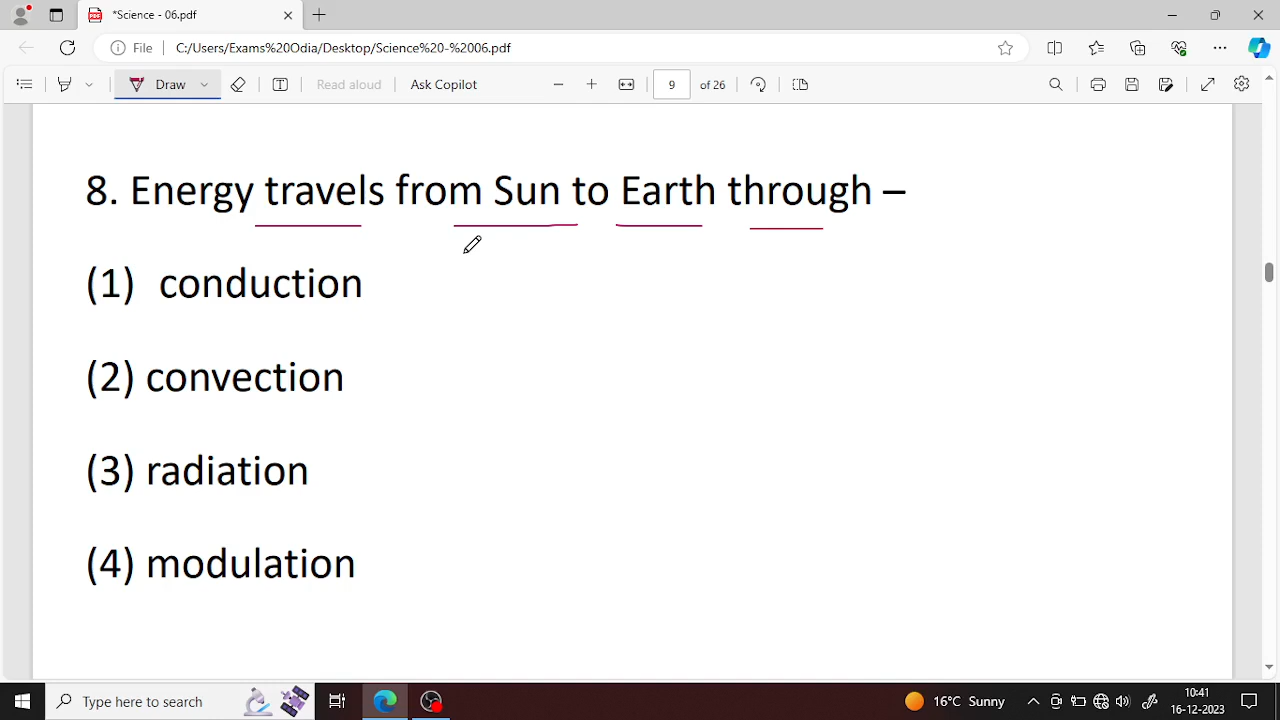 *Science - 06.pdf
File C:/Users/Exams%20Odia/Desktop/Science%20-%2006.pdf
Draw Read aloud Ask Copilot 9 of 26
8. Energy travels from Sun to Earth through –
(1) conduction
(2) convection
(3) radiation
(4) modulation
Type here to search 16°C Sunny 10:41
16-12-2023